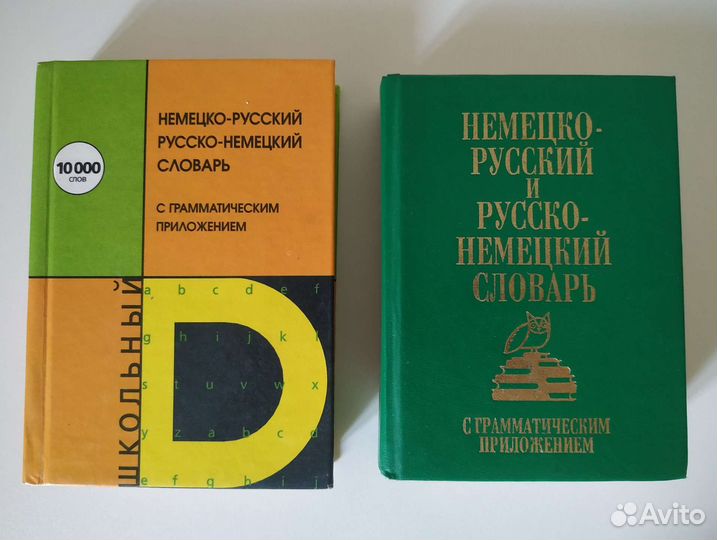 НЕМЕЦКО-РУССКИЙ
РУССКО-НЕМЕЦКИЙ
СЛОВАРЬ
10 000
СЛОВ
С ГРАММАТИЧЕСКИМ
ПРИЛОЖЕНИЕМ
ШКОЛЬНЫЙ
a b c d e f
g h i j k l
s t u v w x
y z a b c d
e f g h i j
D
НЕМЕЦКО-
РУССКИЙ
И
РУССКО-
НЕМЕЦКИЙ
СЛОВАРЬ
С ГРАММАТИЧЕСКИМ
ПРИЛОЖЕНИЕМ
Avito